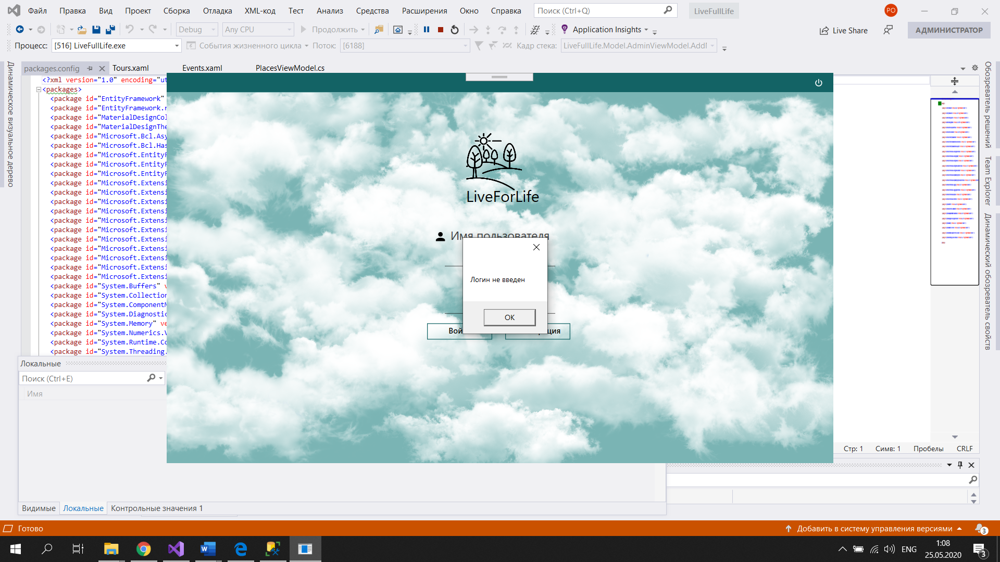 Файл Правка Вид Проект Сборка Отладка XML-код Тест Анализ Средства Расширения Окно Справка Поиск (Ctrl+Q) LiveFullLife PO
Debug Any CPU Продолжить Application Insights Live Share АДМИНИСТРАТОР
Процесс: [516] LiveFullLife.exe События жизненного цикла Поток: [6188] Кадр стека: LiveFullLife.Model.AdminViewModel.AddI
packages.config Tours.xaml Events.xaml PlacesViewModel.cs
Динамическое визуальное дерево
<?xml version="1.0" encoding="ut
<packages>
<package id="EntityFramework"
<package id="EntityFramework.r
<package id="MaterialDesignCol
<package id="MaterialDesignThe
<package id="Microsoft.Bcl.Asy
<package id="Microsoft.Bcl.Has
<package id="Microsoft.EntityF
<package id="Microsoft.EntityF
<package id="Microsoft.EntityF
<package id="Microsoft.Extensi
<package id="Microsoft.Extensi
<package id="Microsoft.Extensi
<package id="Microsoft.Extensi
<package id="Microsoft.Extensi
<package id="Microsoft.Extensi
<package id="Microsoft.Extensi
<package id="Microsoft.Extensi
<package id="Microsoft.Extensi
<package id="Microsoft.Extensi
<package id="Microsoft.Extensi
<package id="System.Buffers" v
<package id="System.Collection
<package id="System.ComponentM
<package id="System.Diagnostic
<package id="System.Memory" ve
<package id="System.Numerics.V
<package id="System.Runtime.Co
<package id="System.Threading.
LiveForLife
Имя пользователя
Логин не введен
OK
Вой
ция
Обозреватель решений
Team Explorer
Динамический обозреватель свойств
Стр: 1 Симв: 1 Пробелы CRLF
Локальные
Поиск (Ctrl+E)
Имя
Видимые Локальные Контрольные значения 1
Готово Добавить в систему управления версиями 3
ENG 1:08
25.05.2020 3